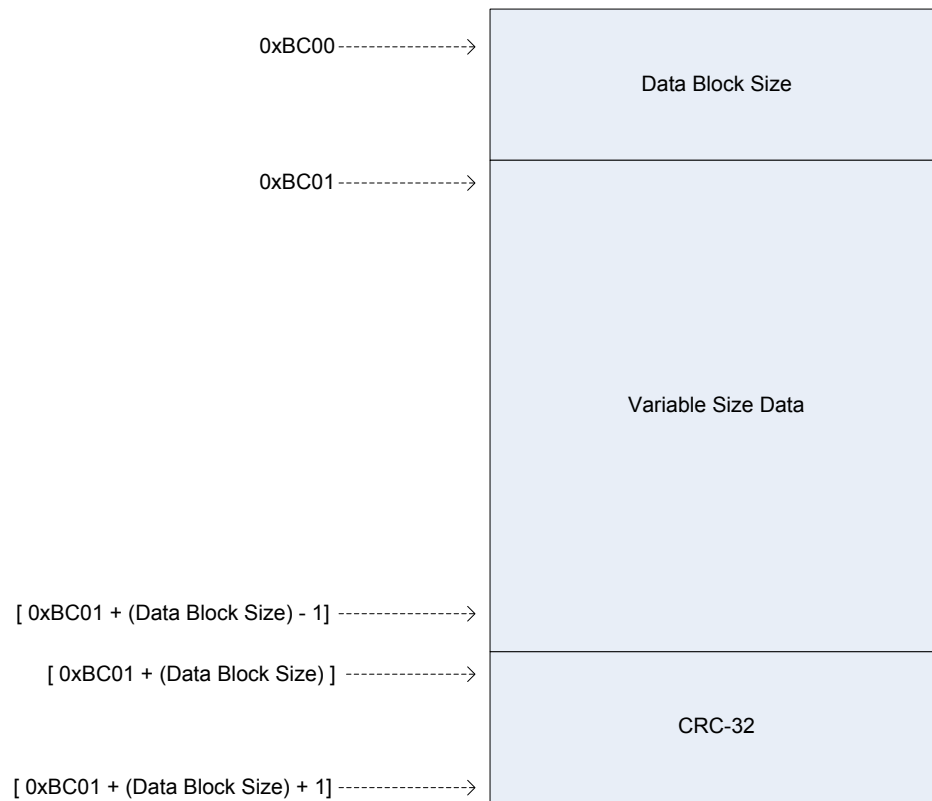 0xBC00
Data Block Size
0xBC01
Variable Size Data
[ 0xBC01 + (Data Block Size) - 1]
[ 0xBC01 + (Data Block Size) ]
CRC-32
[ 0xBC01 + (Data Block Size) + 1]